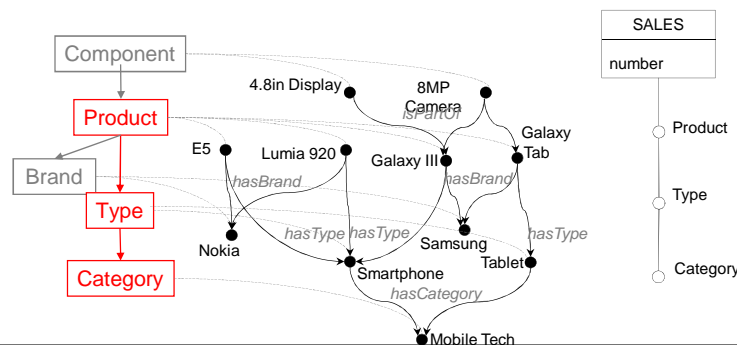 SALES
number
Component
4.8in Display
8MP
Camera
isPartOf
Product
E5
Lumia 920
Galaxy III
Galaxy
Tab
Product
Brand
hasBrand
hasBrand
Type
Type
Nokia
hasType
hasType
Samsung
hasType
Category
Smartphone
Tablet
Category
hasCategory
Mobile Tech